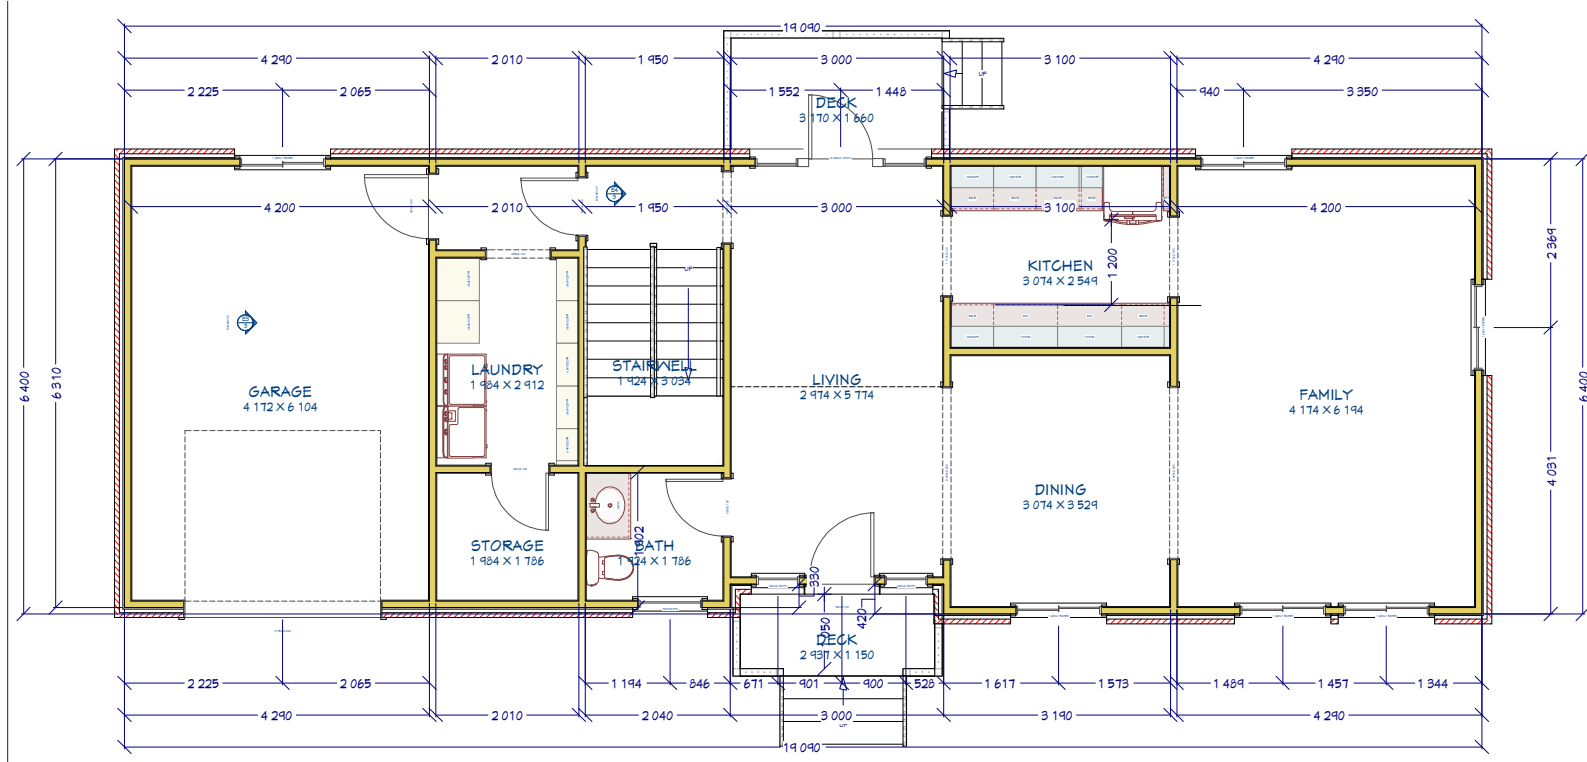 19 090
4 290 2 010 1 950 3 000 3 100 4 290
2 225 2 065 1 552 1 448 940 3 350
UP
DECK
3 170 X 1 660
4 200 2 010 1 950 3 000 3 100 4 200
2 369
UP
KITCHEN
3 074 X 2 549
1 200
LAUNDRY
1 984 X 2 912
STAIRWELL
1 924 X 3 034
LIVING
2 974 X 5 774
GARAGE
4 172 X 6 104
FAMILY
4 174 X 6 194
6 400
6 310
6 400
4 031
DINING
3 074 X 3 529
STORAGE
1 984 X 1 786
BATH
1 924 X 1 786
330
420
1 050
DECK
2 937 X 1 150
2 225 2 065 1 194 846 671 901 900 528 1 617 1 573 1 489 1 457 1 344
4 290 2 010 2 040 3 000 3 190 4 290
UP
19 090